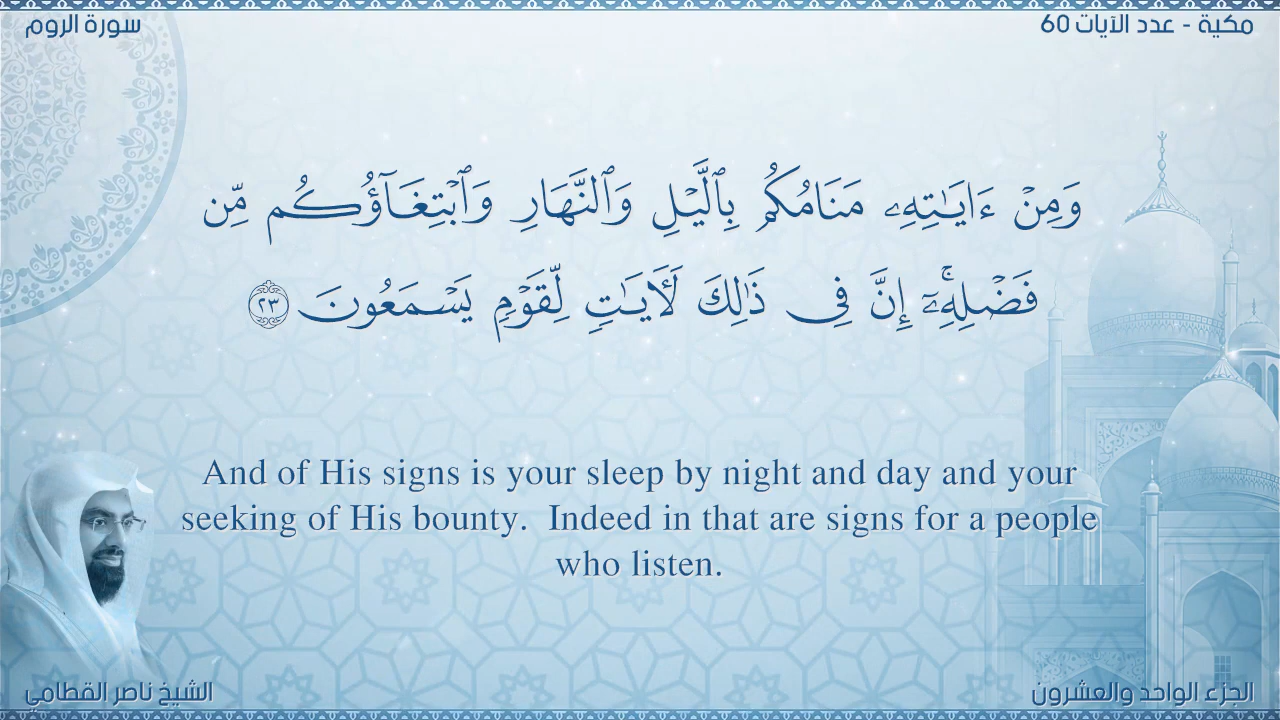 مكية - عدد الآيات 60
سورة الروم
وَمِنْ ءَايَٰتِهِۦ مَنَامُكُم بِٱلَّيْلِ وَٱلنَّهَارِ وَٱبْتِغَآؤُكُم مِّن
فَضْلِهِۦٓ ۚ إِنَّ فِى ذَٰلِكَ لَءَايَٰتٍ لِّقَوْمٍ يَسْمَعُونَ ٢٣
And of His signs is your sleep by night and day and your
seeking of His bounty.  Indeed in that are signs for a people
who listen.
الجزء الواحد والعشرون
الشيخ ناصر القطامي